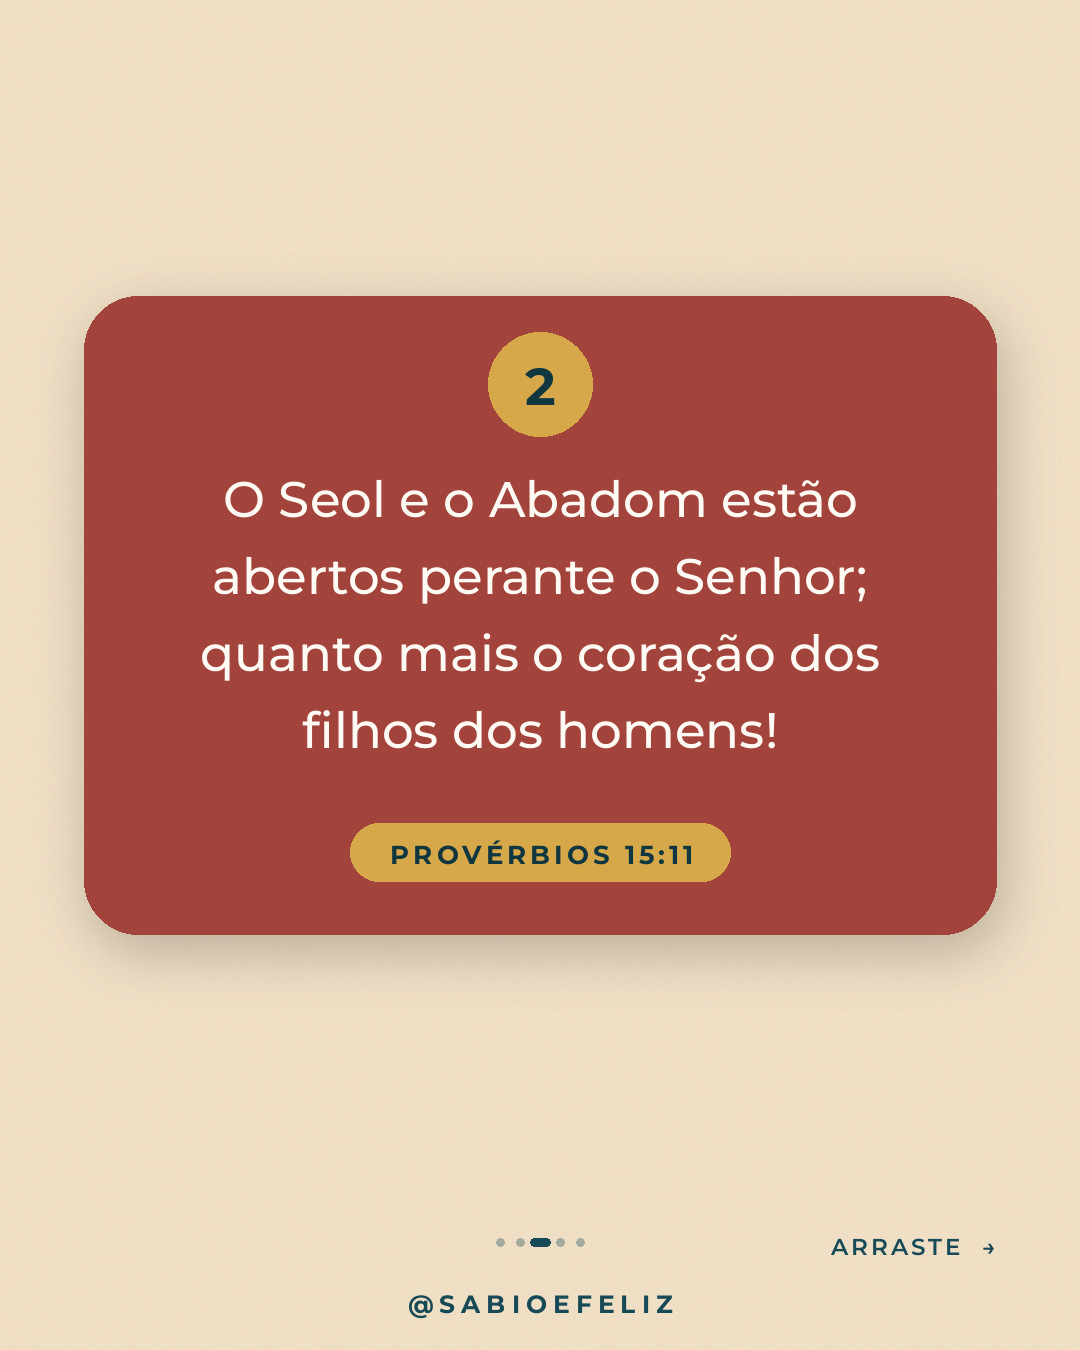 2
O Seol e o Abadom estão
abertos perante o Senhor;
quanto mais o coração dos
filhos dos homens!
PROVÉRBIOS 15:11
ARRASTE →
@SABIOEFELIZ